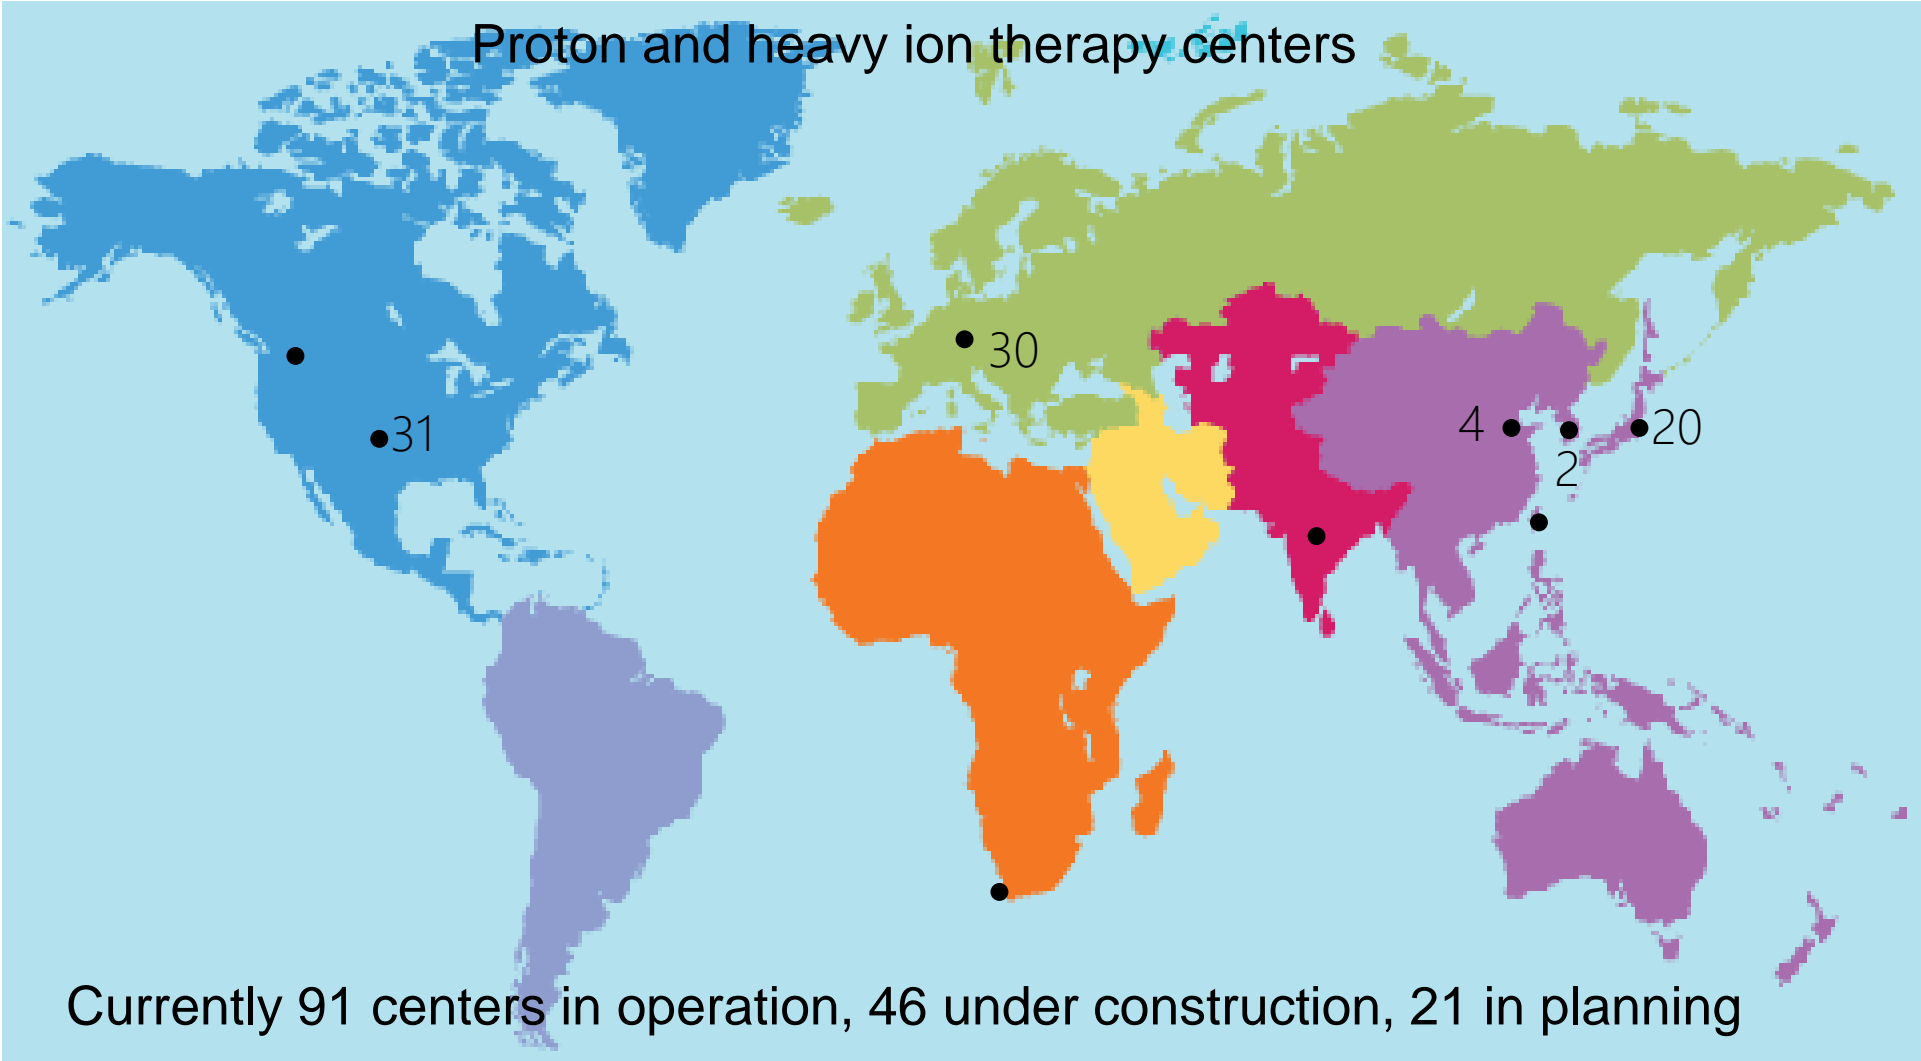 Proton and heavy ion therapy centers
30
31
4
20
2
Currently 91 centers in operation, 46 under construction, 21 in planning